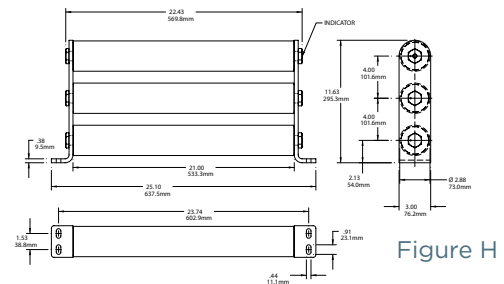 22.43
569.8mm
INDICATOR
4.00
101.6mm
11.63
295.3mm
4.00
101.6mm
.38
9.5mm
21.00
533.3mm
2.13
54.0mm
25.10
637.5mm
Ø 2.88
73.0mm
3.00
76.2mm
23.74
602.9mm
1.53
38.8mm
.91
23.1mm
.44
11.1mm
Figure H